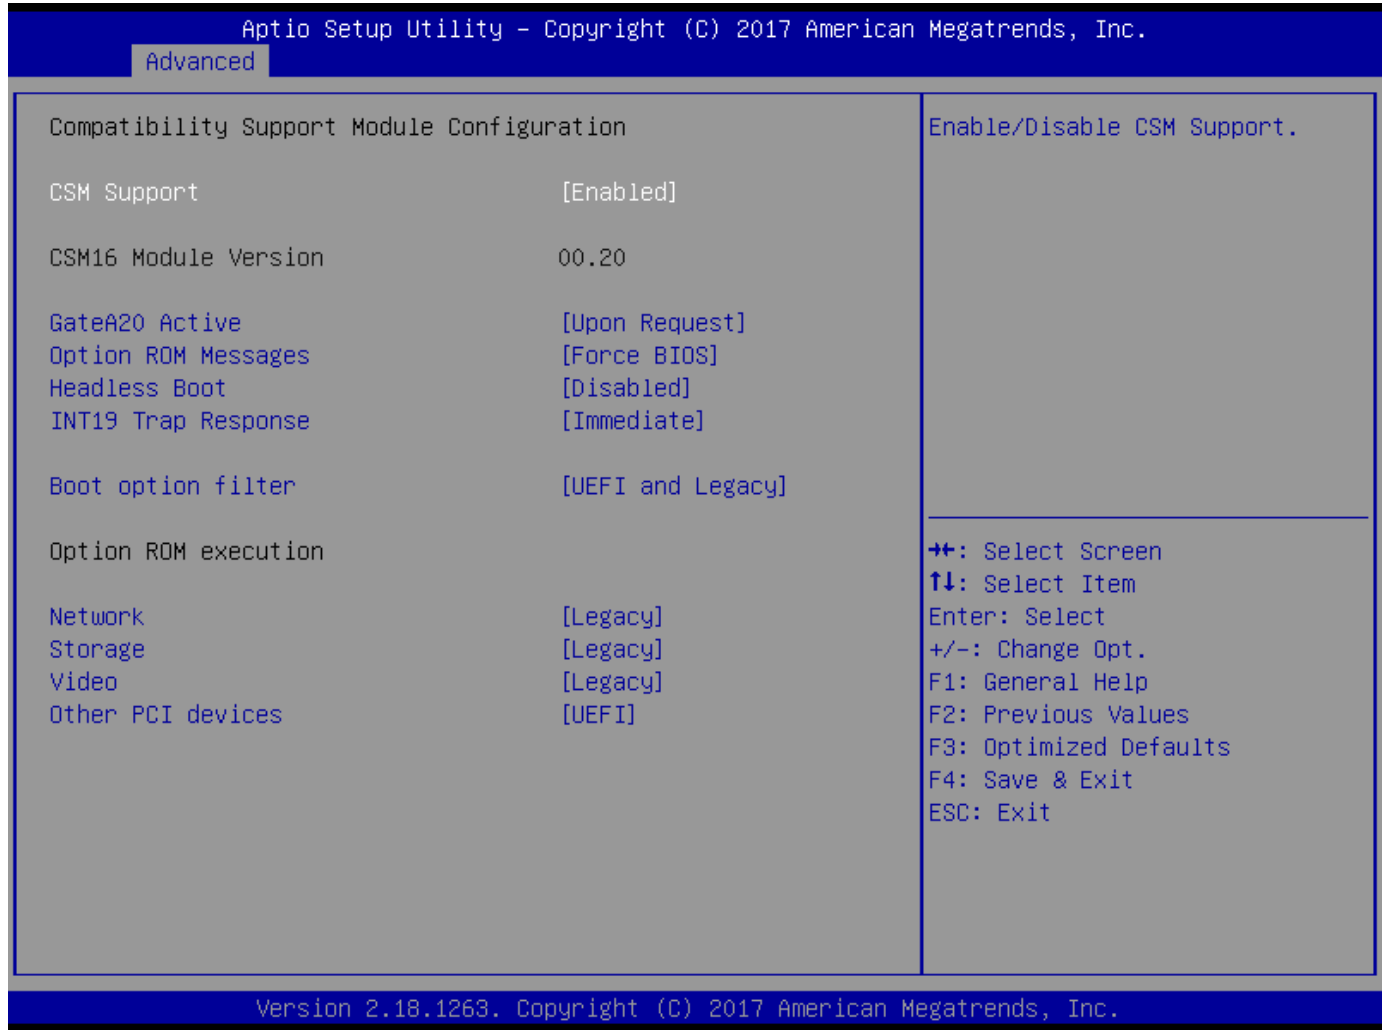 Aptio Setup Utility – Copyright (C) 2017 American Megatrends, Inc.
Advanced
Compatibility Support Module Configuration
CSM Support [Enabled]
CSM16 Module Version 00.20
GateA20 Active [Upon Request]
Option ROM Messages [Force BIOS]
Headless Boot [Disabled]
INT19 Trap Response [Immediate]
Boot option filter [UEFI and Legacy]
Option ROM execution
Network [Legacy]
Storage [Legacy]
Video [Legacy]
Other PCI devices [UEFI]
Enable/Disable CSM Support.
→←: Select Screen
↑↓: Select Item
Enter: Select
+/-: Change Opt.
F1: General Help
F2: Previous Values
F3: Optimized Defaults
F4: Save & Exit
ESC: Exit
Version 2.18.1263. Copyright (C) 2017 American Megatrends, Inc.